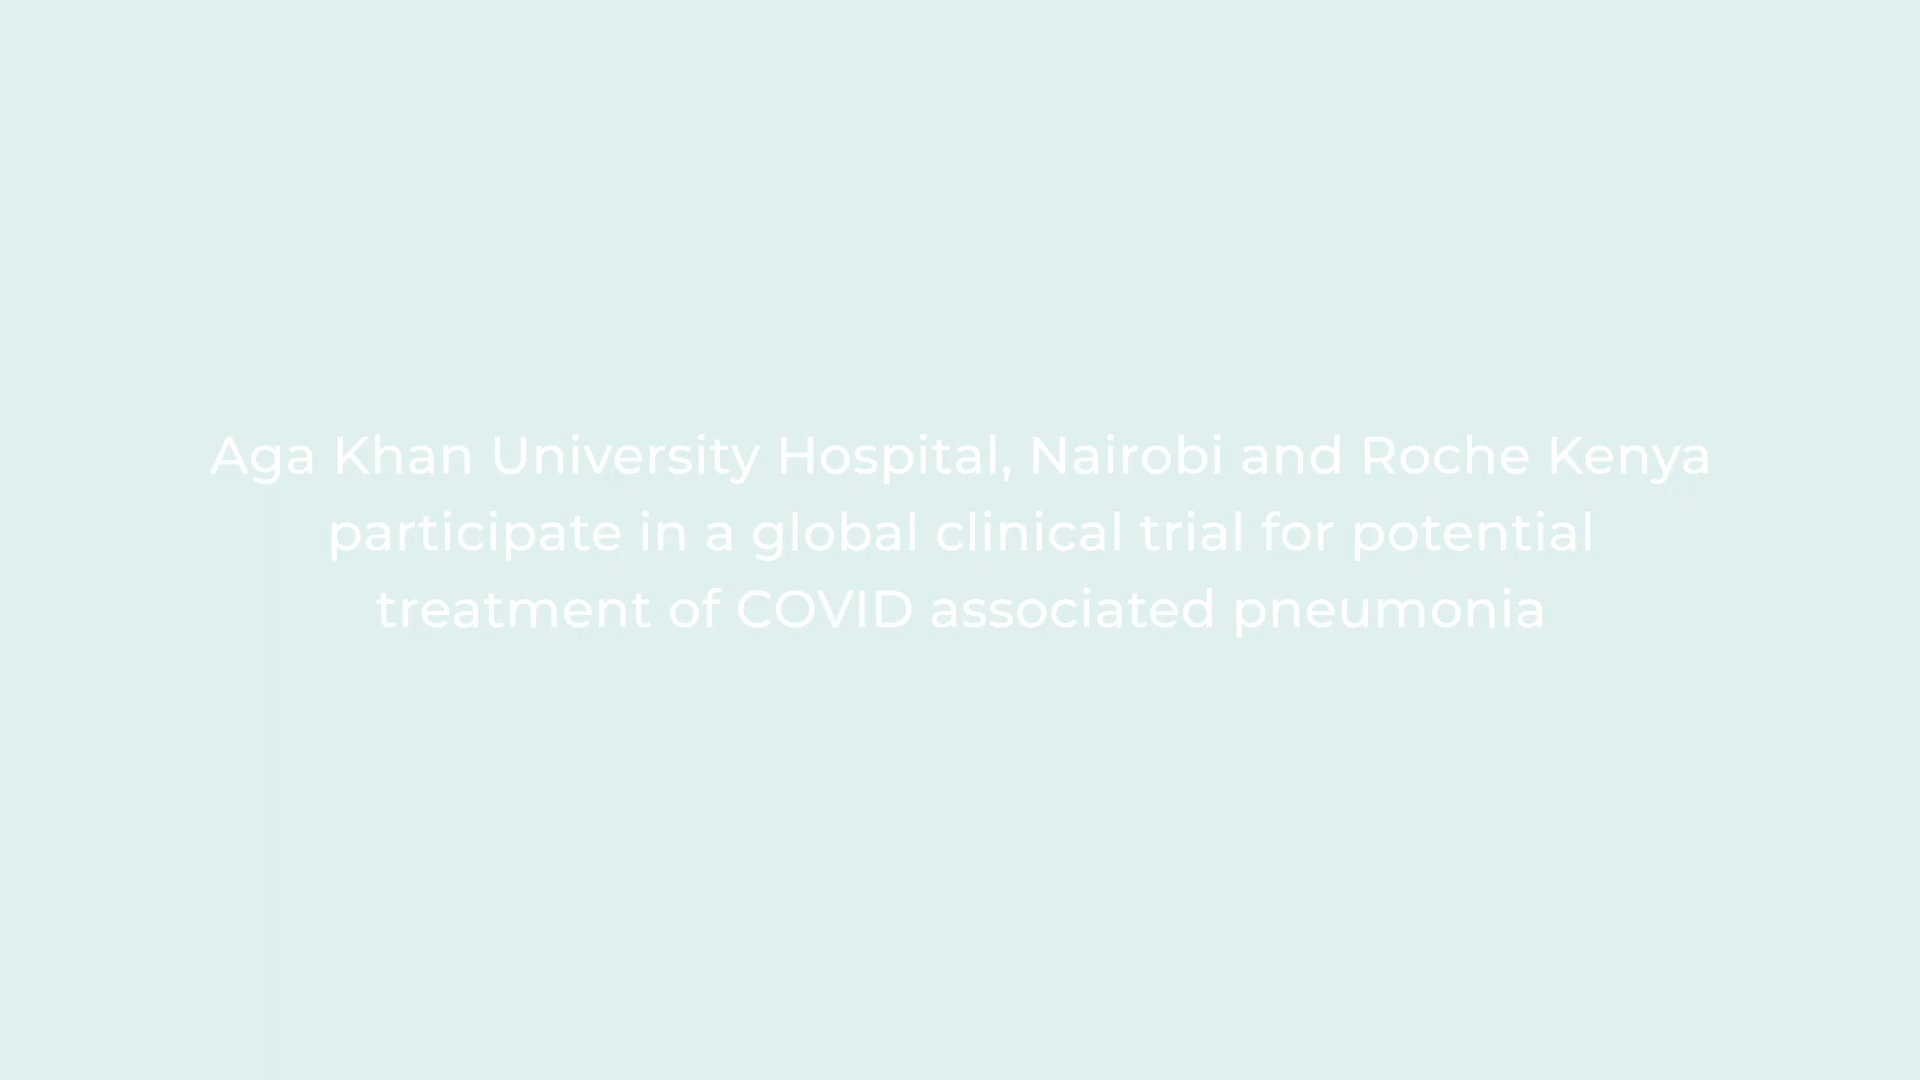 Aga Khan University Hospital, Nairobi and Roche Kenya
participate in a global clinical trial for potential
treatment of COVID associated pneumonia